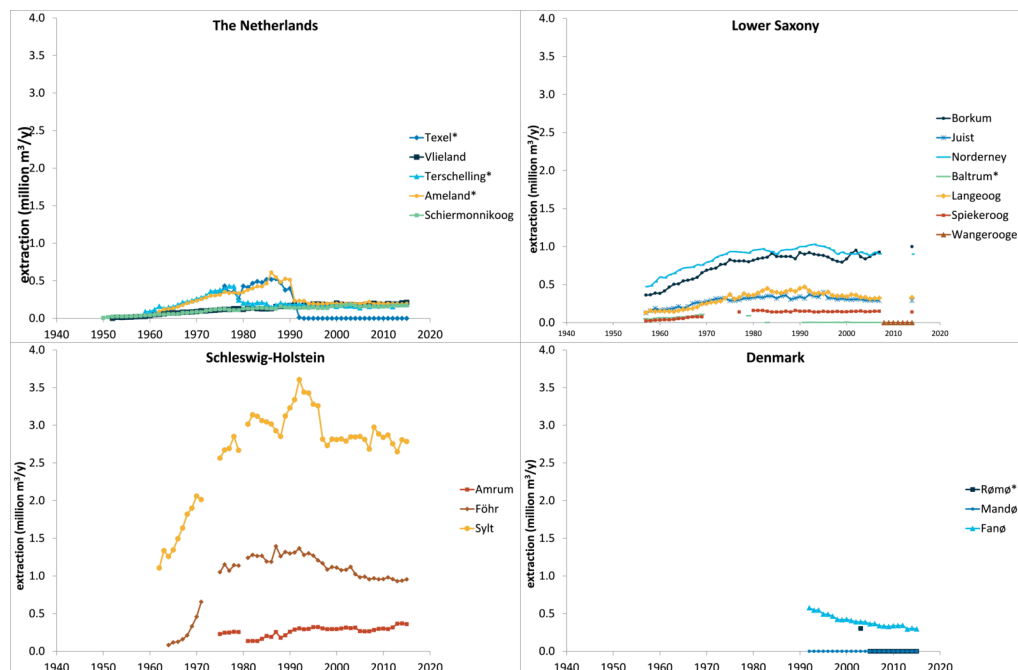 The Netherlands
extraction (million m³/y)
4.0
3.5
3.0
2.5
2.0
1.5
1.0
0.5
0.0
1940 1950 1960 1970 1980 1990 2000 2010 2020
Texel*
Vlieland
Terschelling*
Ameland*
Schiermonnikoog
Lower Saxony
extraction (million m³/y)
4.0
3.5
3.0
2.5
2.0
1.5
1.0
0.5
0.0
1940 1950 1960 1970 1980 1990 2000 2010 2020
Borkum
Juist
Norderney
Baltrum*
Langeoog
Spiekeroog
Wangerooge
Schleswig-Holstein
extraction (million m³/y)
4.0
3.5
3.0
2.5
2.0
1.5
1.0
0.5
0.0
1940 1950 1960 1970 1980 1990 2000 2010 2020
Amrum
Föhr
Sylt
Denmark
extraction (million m³/y)
4.0
3.5
3.0
2.5
2.0
1.5
1.0
0.5
0.0
1940 1950 1960 1970 1980 1990 2000 2010 2020
Rømø*
Mandø
Fanø